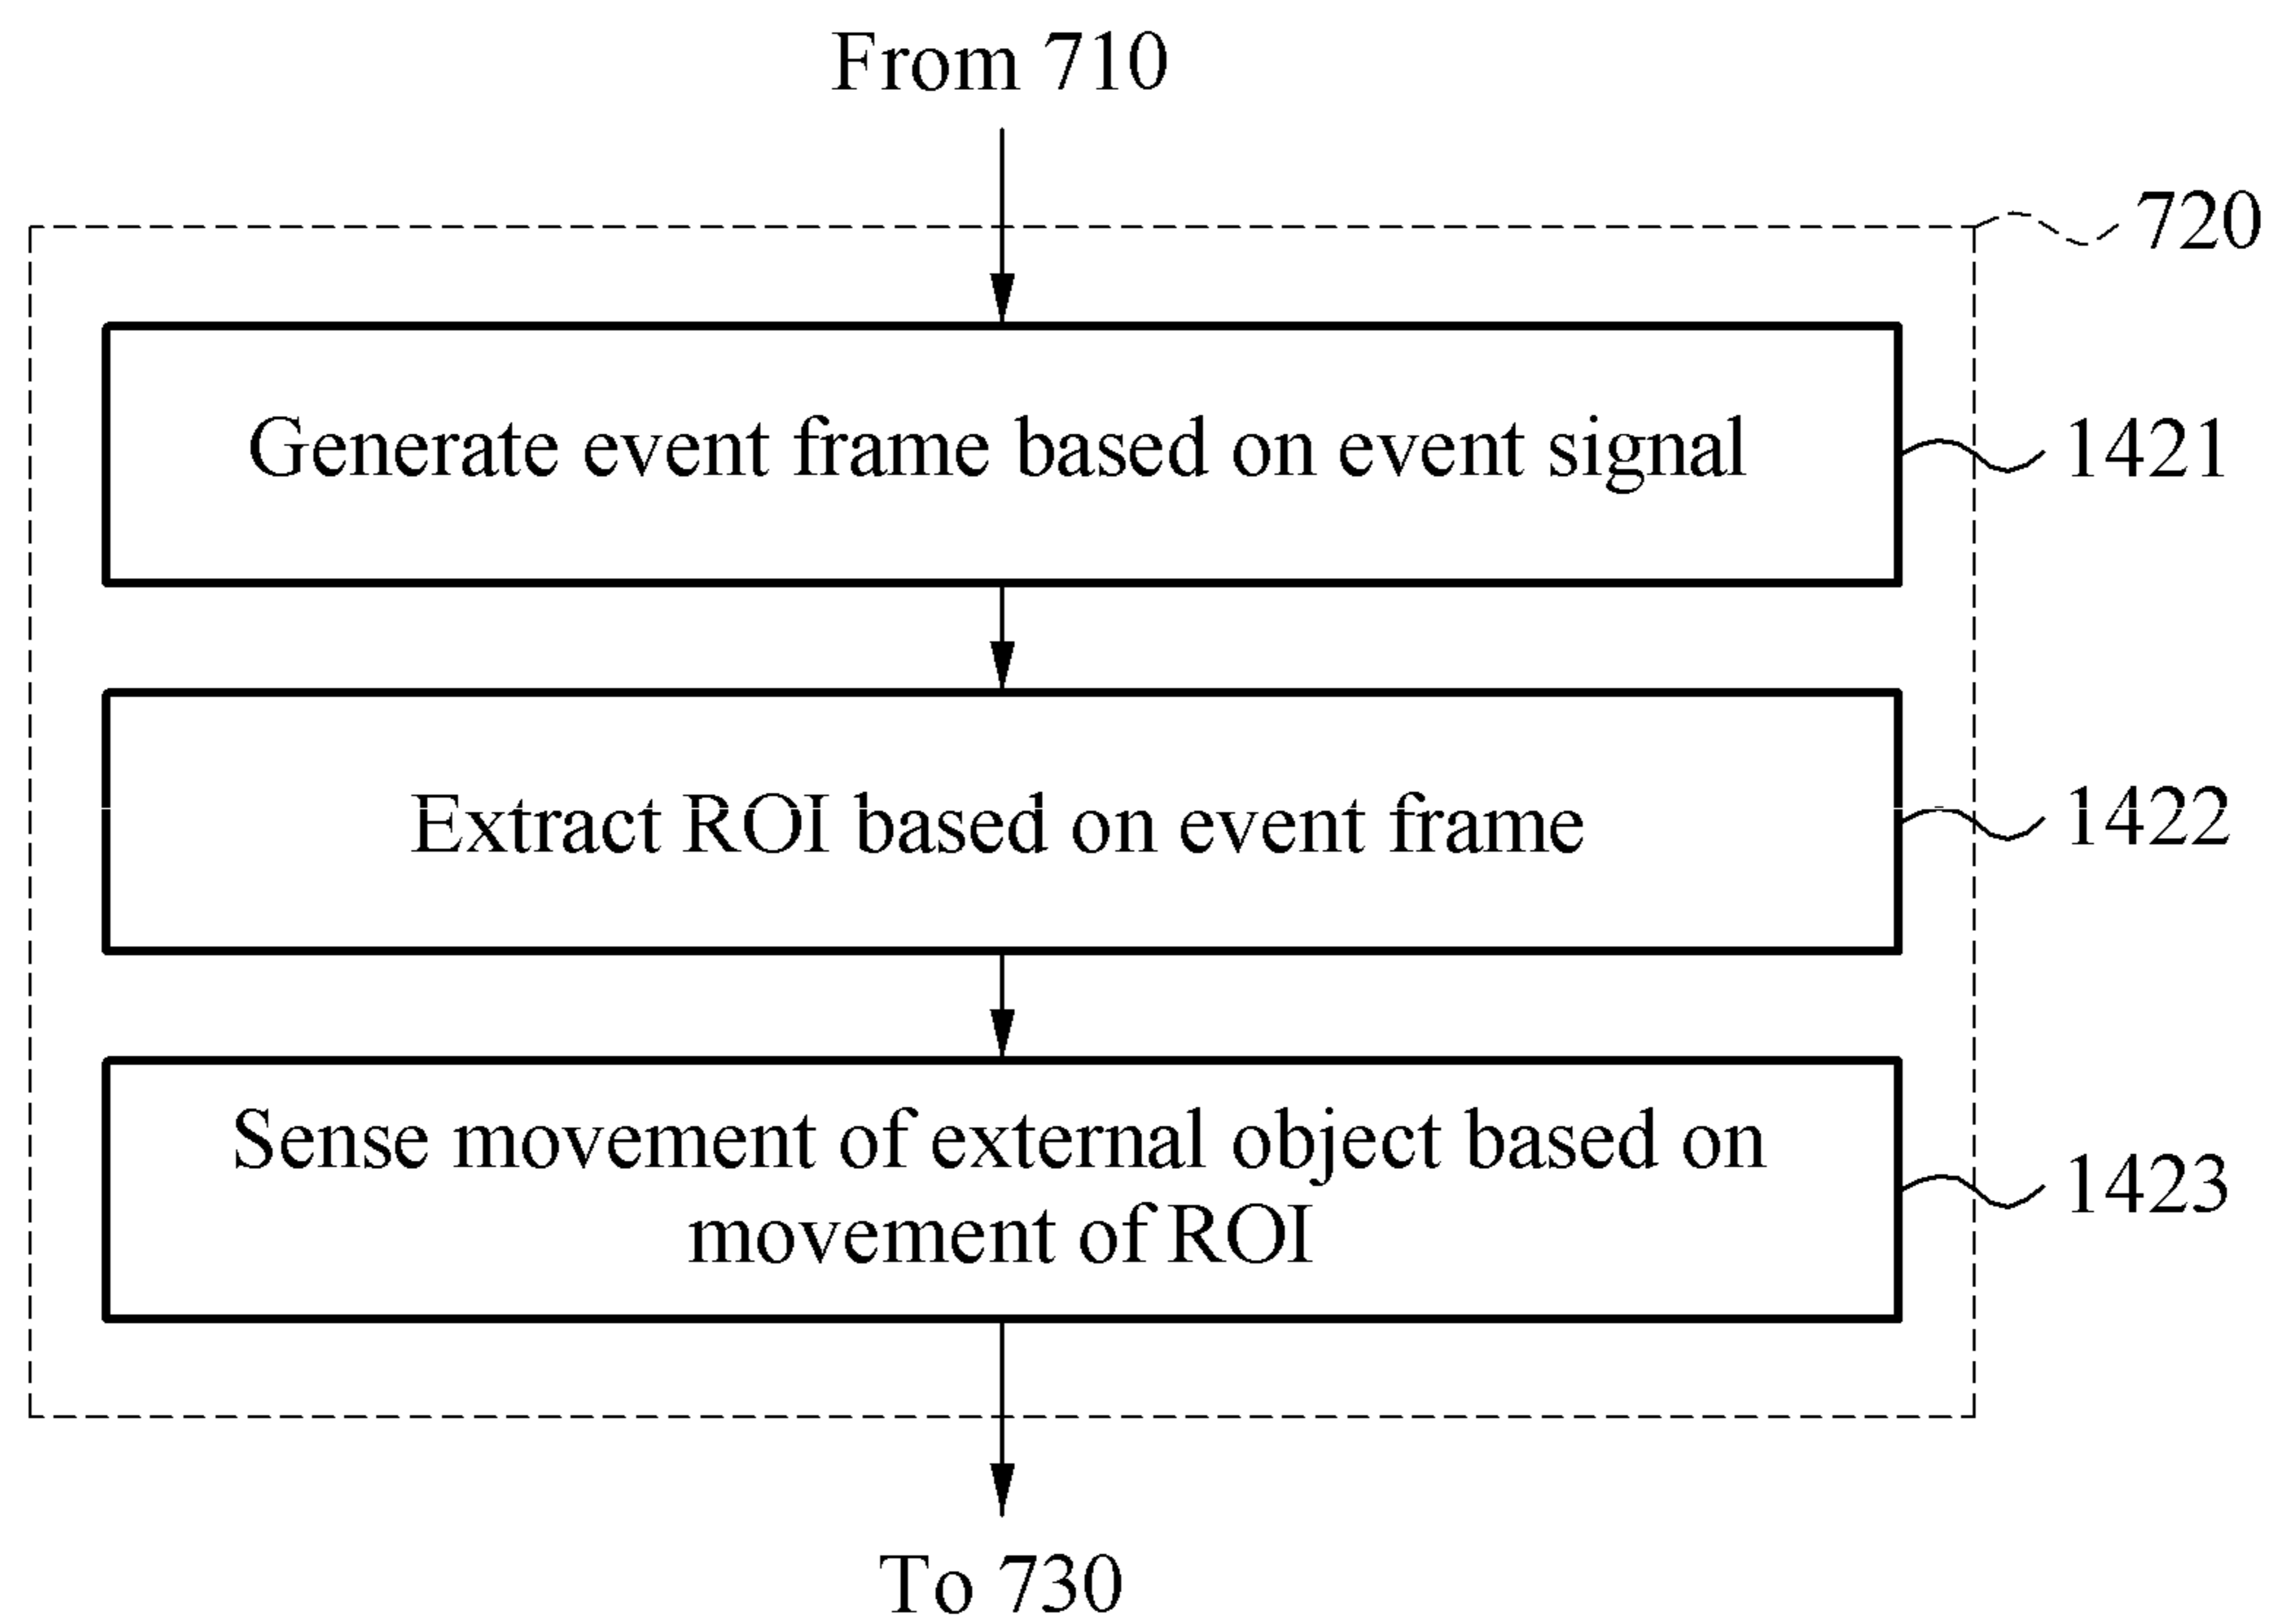 From 710
720
Generate event frame based on event signal
1421
Extract ROI based on event frame
1422
Sense movement of external object based on
movement of ROI
1423
To 730